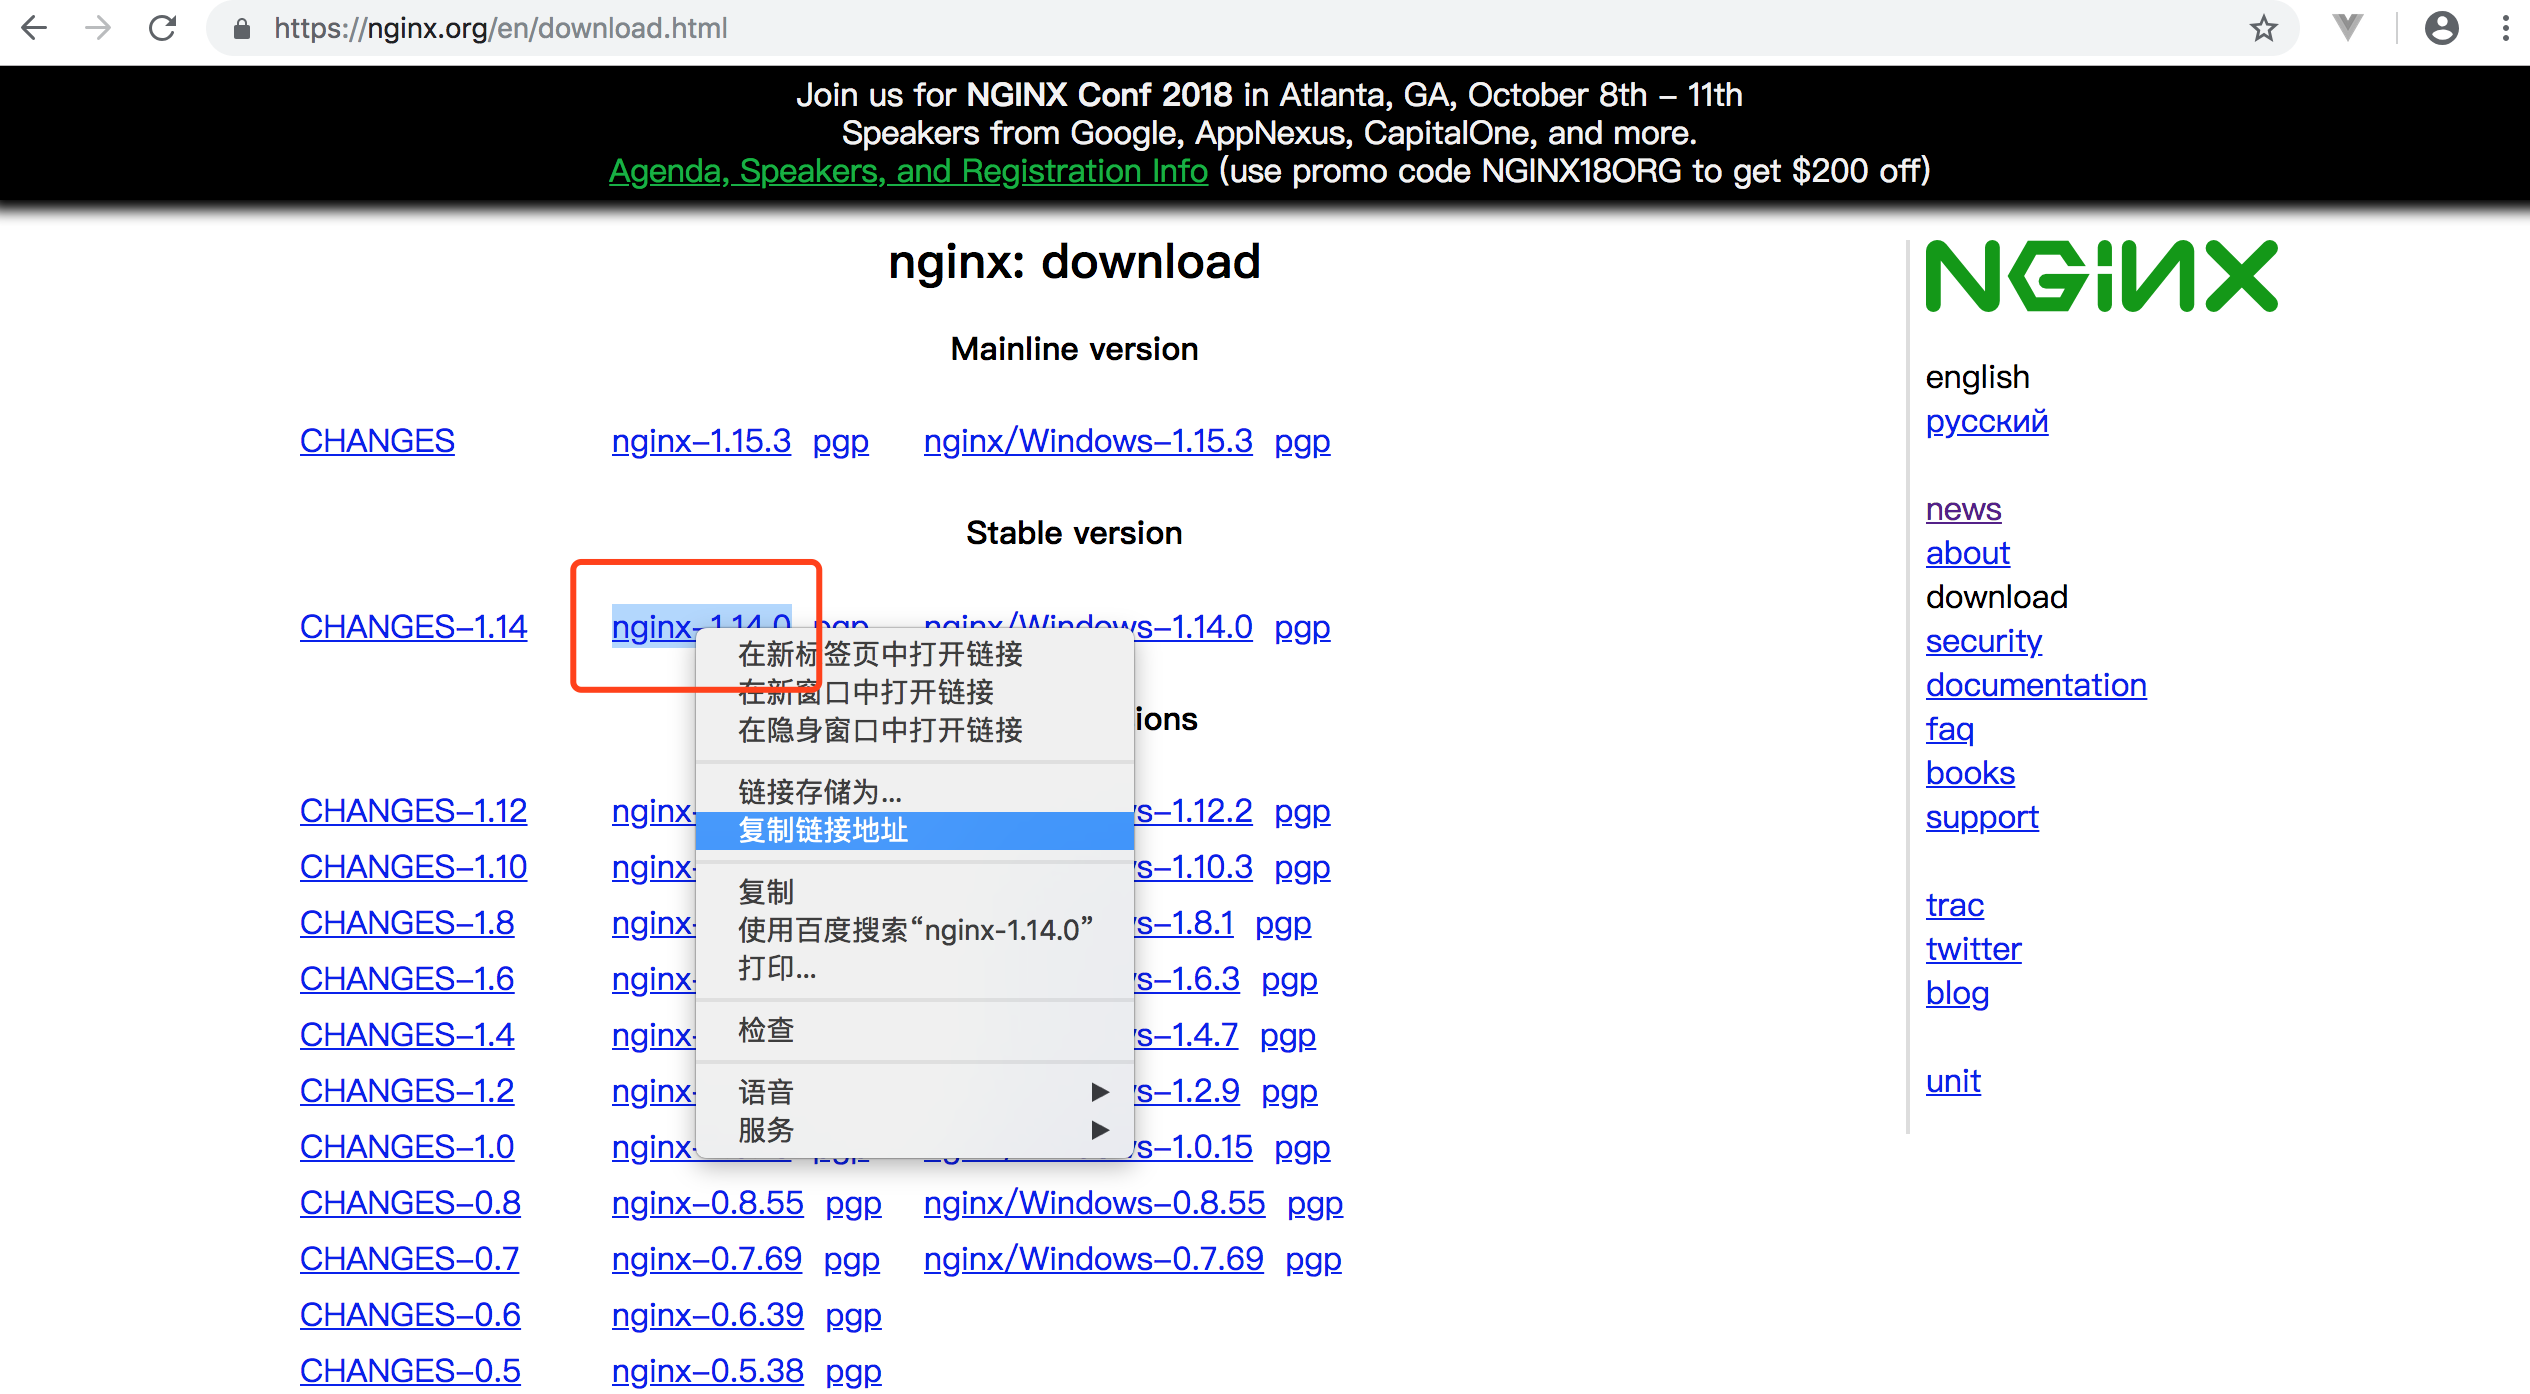 https://nginx.org/en/download.html
Join us for NGINX Conf 2018 in Atlanta, GA, October 8th – 11th
Speakers from Google, AppNexus, CapitalOne, and more.
Agenda, Speakers, and Registration Info (use promo code NGINX18ORG to get $200 off)
nginx: download
Mainline version
CHANGES nginx–1.15.3 pgp nginx/Windows–1.15.3 pgp
Stable version
CHANGES–1.14 nginx–1.14.0 pgp nginx/Windows–1.14.0 pgp
ions
CHANGES–1.12 nginx– s–1.12.2 pgp
CHANGES–1.10 nginx– s–1.10.3 pgp
CHANGES–1.8 nginx– s–1.8.1 pgp
CHANGES–1.6 nginx– s–1.6.3 pgp
CHANGES–1.4 nginx– s–1.4.7 pgp
CHANGES–1.2 nginx– s–1.2.9 pgp
CHANGES–1.0 nginx– s–1.0.15 pgp
CHANGES–0.8 nginx–0.8.55 pgp nginx/Windows–0.8.55 pgp
CHANGES–0.7 nginx–0.7.69 pgp nginx/Windows–0.7.69 pgp
CHANGES–0.6 nginx–0.6.39 pgp
CHANGES–0.5 nginx–0.5.38 pgp
在新标签页中打开链接
在新窗口中打开链接
在隐身窗口中打开链接
链接存储为...
复制链接地址
复制
使用百度搜索“nginx-1.14.0”
打印...
检查
语音
服务
NGINX
english
русский
news
about
download
security
documentation
faq
books
support
trac
twitter
blog
unit